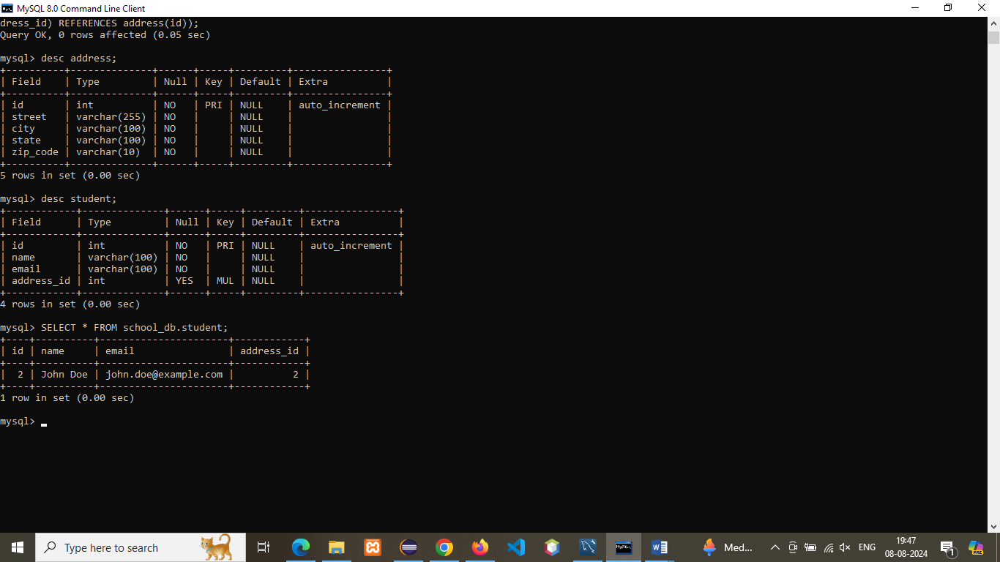 MySQL 8.0 Command Line Client
dress_id) REFERENCES address(id));
Query OK, 0 rows affected (0.05 sec)
mysql> desc address;
+----------+--------------+------+-----+---------+----------------+
| Field    | Type         | Null | Key | Default | Extra          |
+----------+--------------+------+-----+---------+----------------+
| id       | int          | NO   | PRI | NULL    | auto_increment |
| street   | varchar(255) | NO   |     | NULL    |                |
| city     | varchar(100) | NO   |     | NULL    |                |
| state    | varchar(100) | NO   |     | NULL    |                |
| zip_code | varchar(10)  | NO   |     | NULL    |                |
+----------+--------------+------+-----+---------+----------------+
5 rows in set (0.00 sec)
mysql> desc student;
+------------+--------------+------+-----+---------+----------------+
| Field      | Type         | Null | Key | Default | Extra          |
+------------+--------------+------+-----+---------+----------------+
| id         | int          | NO   | PRI | NULL    | auto_increment |
| name       | varchar(100) | NO   |     | NULL    |                |
| email      | varchar(100) | NO   |     | NULL    |                |
| address_id | int          | YES  | MUL | NULL    |                |
+------------+--------------+------+-----+---------+----------------+
4 rows in set (0.00 sec)
mysql> SELECT * FROM school_db.student;
+----+----------+----------------------+------------+
| id | name     | email                | address_id |
+----+----------+----------------------+------------+
|  2 | John Doe | john.doe@example.com |          2 |
+----+----------+----------------------+------------+
1 row in set (0.00 sec)
mysql>
Type here to search
Med...
ENG
19:47
08-08-2024
1
MySQL
PRE